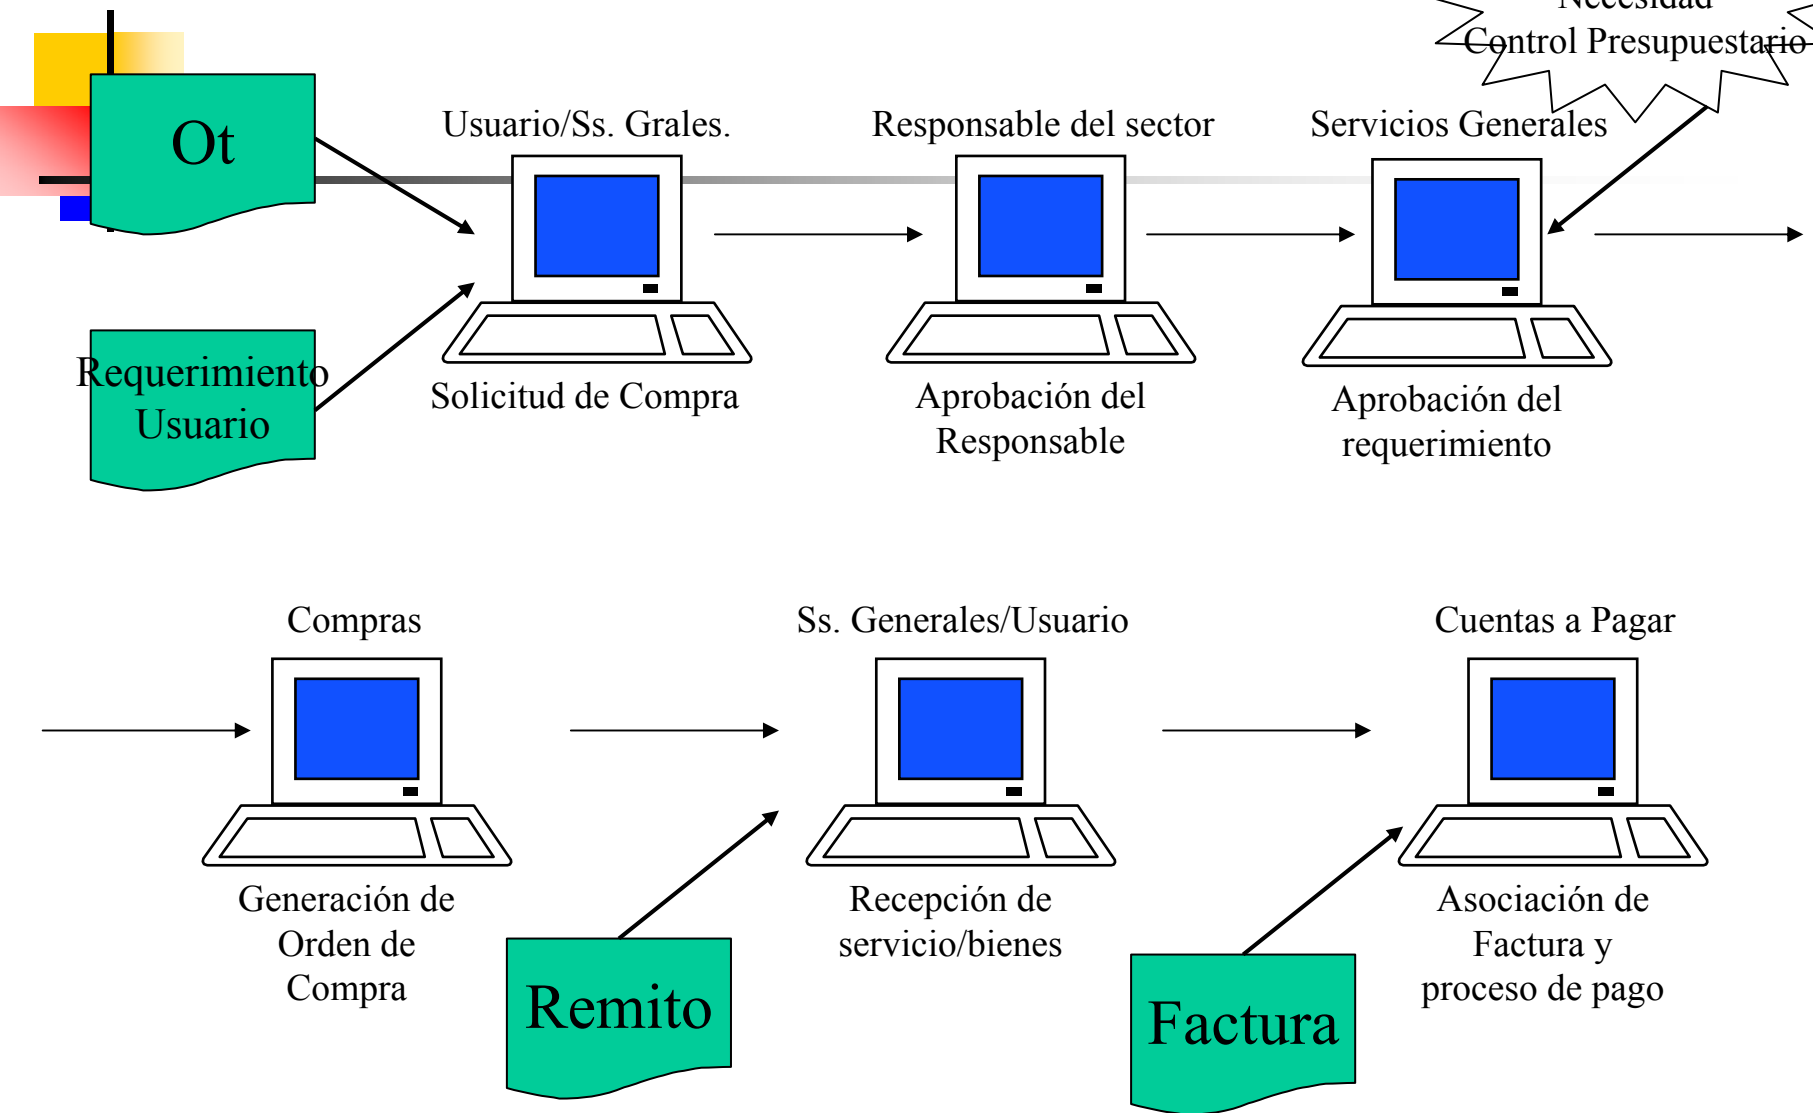 Necesidad
Control Presupuestario
Ot
Usuario/Ss. Grales.
Responsable del sector
Servicios Generales
Requerimiento
Usuario
Solicitud de Compra
Aprobación del
Responsable
Aprobación del
requerimiento
Compras
Ss. Generales/Usuario
Cuentas a Pagar
Generación de
Orden de
Compra
Recepción de
servicio/bienes
Asociación de
Factura y
proceso de pago
Remito
Factura